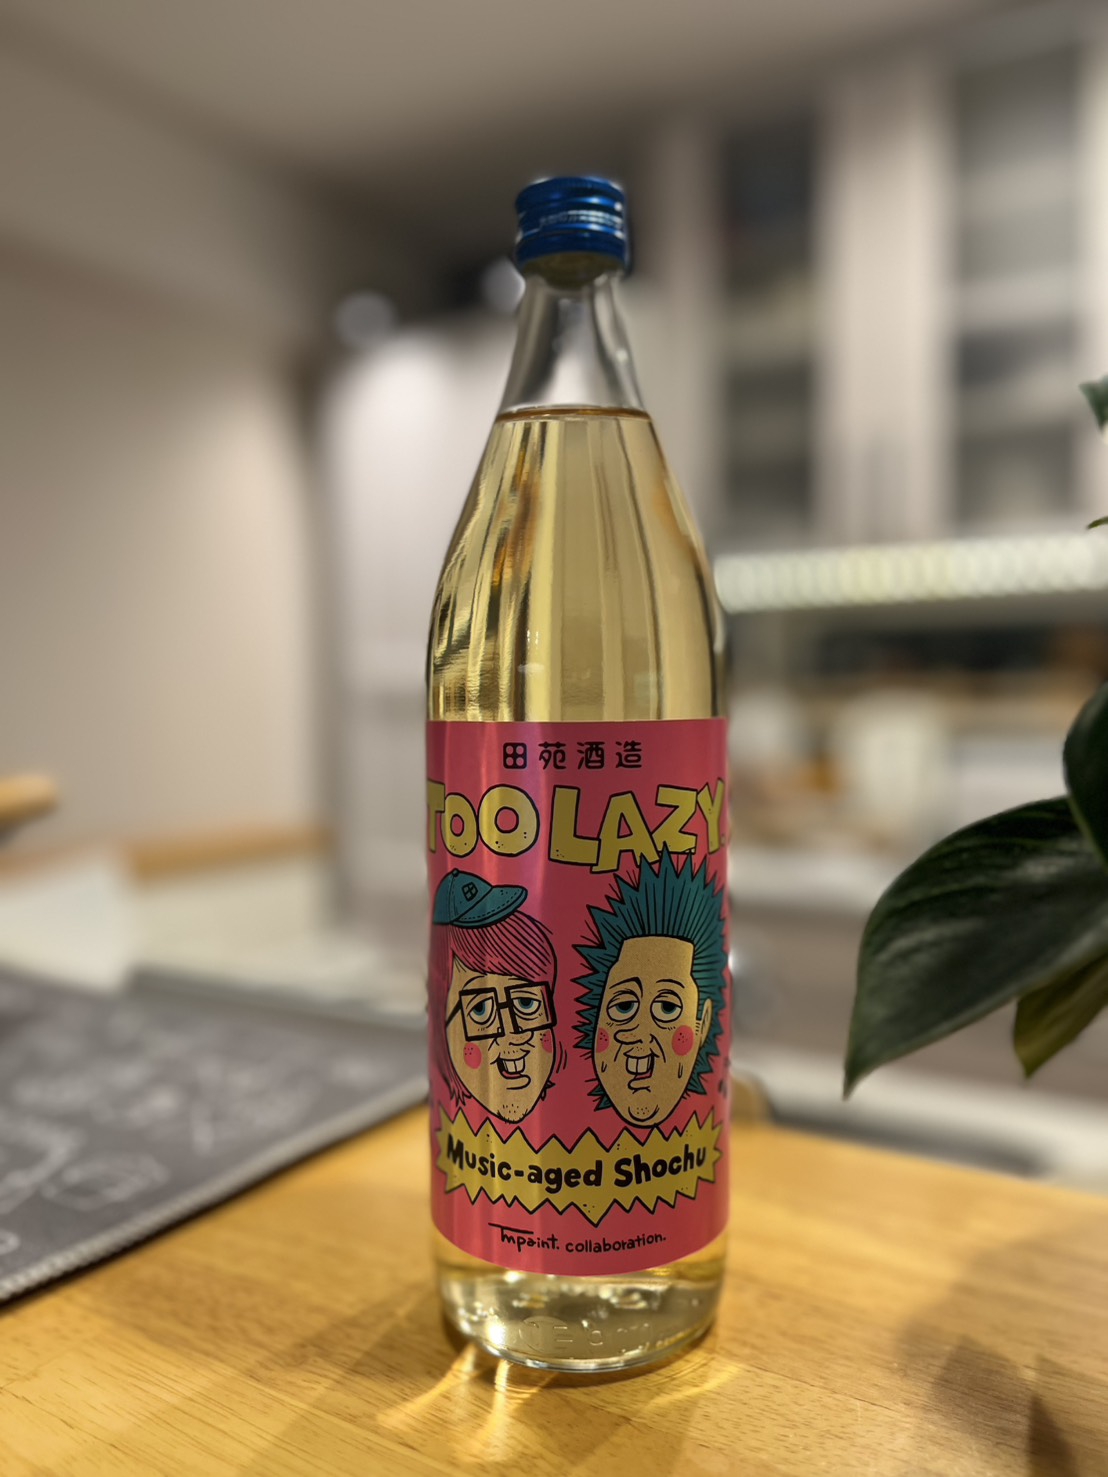 田苑酒造
TOO LAZY.
Music-aged Shochu
Tmpaint. collaboration.